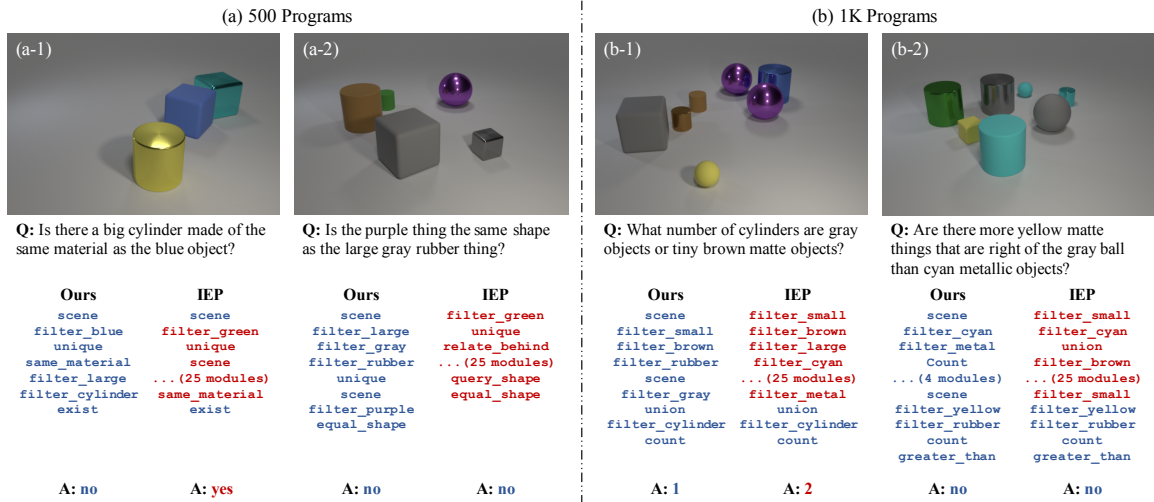 (a) 500 Programs
(b) 1K Programs
(a-1)
(a-2)
(b-1)
(b-2)
Q: Is there a big cylinder made of the
same material as the blue object?
Q: Is the purple thing the same shape
as the large gray rubber thing?
Q: What number of cylinders are gray
objects or tiny brown matte objects?
Q: Are there more yellow matte
things that are right of the gray ball
than cyan metallic objects?
Ours
scene
filter_blue
unique
same_material
filter_large
filter_cylinder
exist
A: no
IEP
scene
filter_green
unique
scene
...(25 modules)
same_material
exist
A: yes
Ours
scene
filter_large
filter_gray
filter_rubber
unique
scene
filter_purple
equal_shape
A: no
IEP
filter_green
unique
relate_behind
...(25 modules)
query_shape
equal_shape
A: no
Ours
scene
filter_small
filter_brown
filter_rubber
scene
filter_gray
union
filter_cylinder
count
A: 1
IEP
filter_small
filter_brown
filter_large
filter_cyan
...(25 modules)
filter_metal
union
filter_cylinder
count
A: 2
Ours
scene
filter_cyan
filter_metal
Count
...(4 modules)
scene
filter_yellow
filter_rubber
count
greater_than
A: no
IEP
filter_small
filter_cyan
union
filter_brown
...(25 modules)
filter_small
filter_yellow
filter_rubber
count
greater_than
A: no